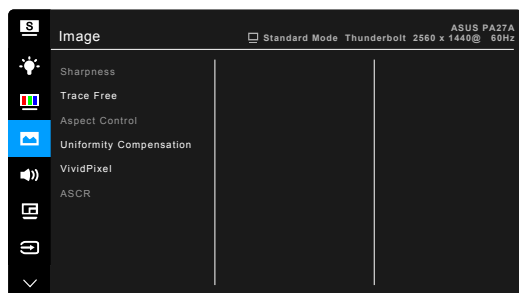 S
ASUS PA27A
Image
Standard Mode Thunderbolt 2560 x 1440@ 60Hz
Sharpness
Trace Free
Aspect Control
Uniformity Compensation
VividPixel
ASCR